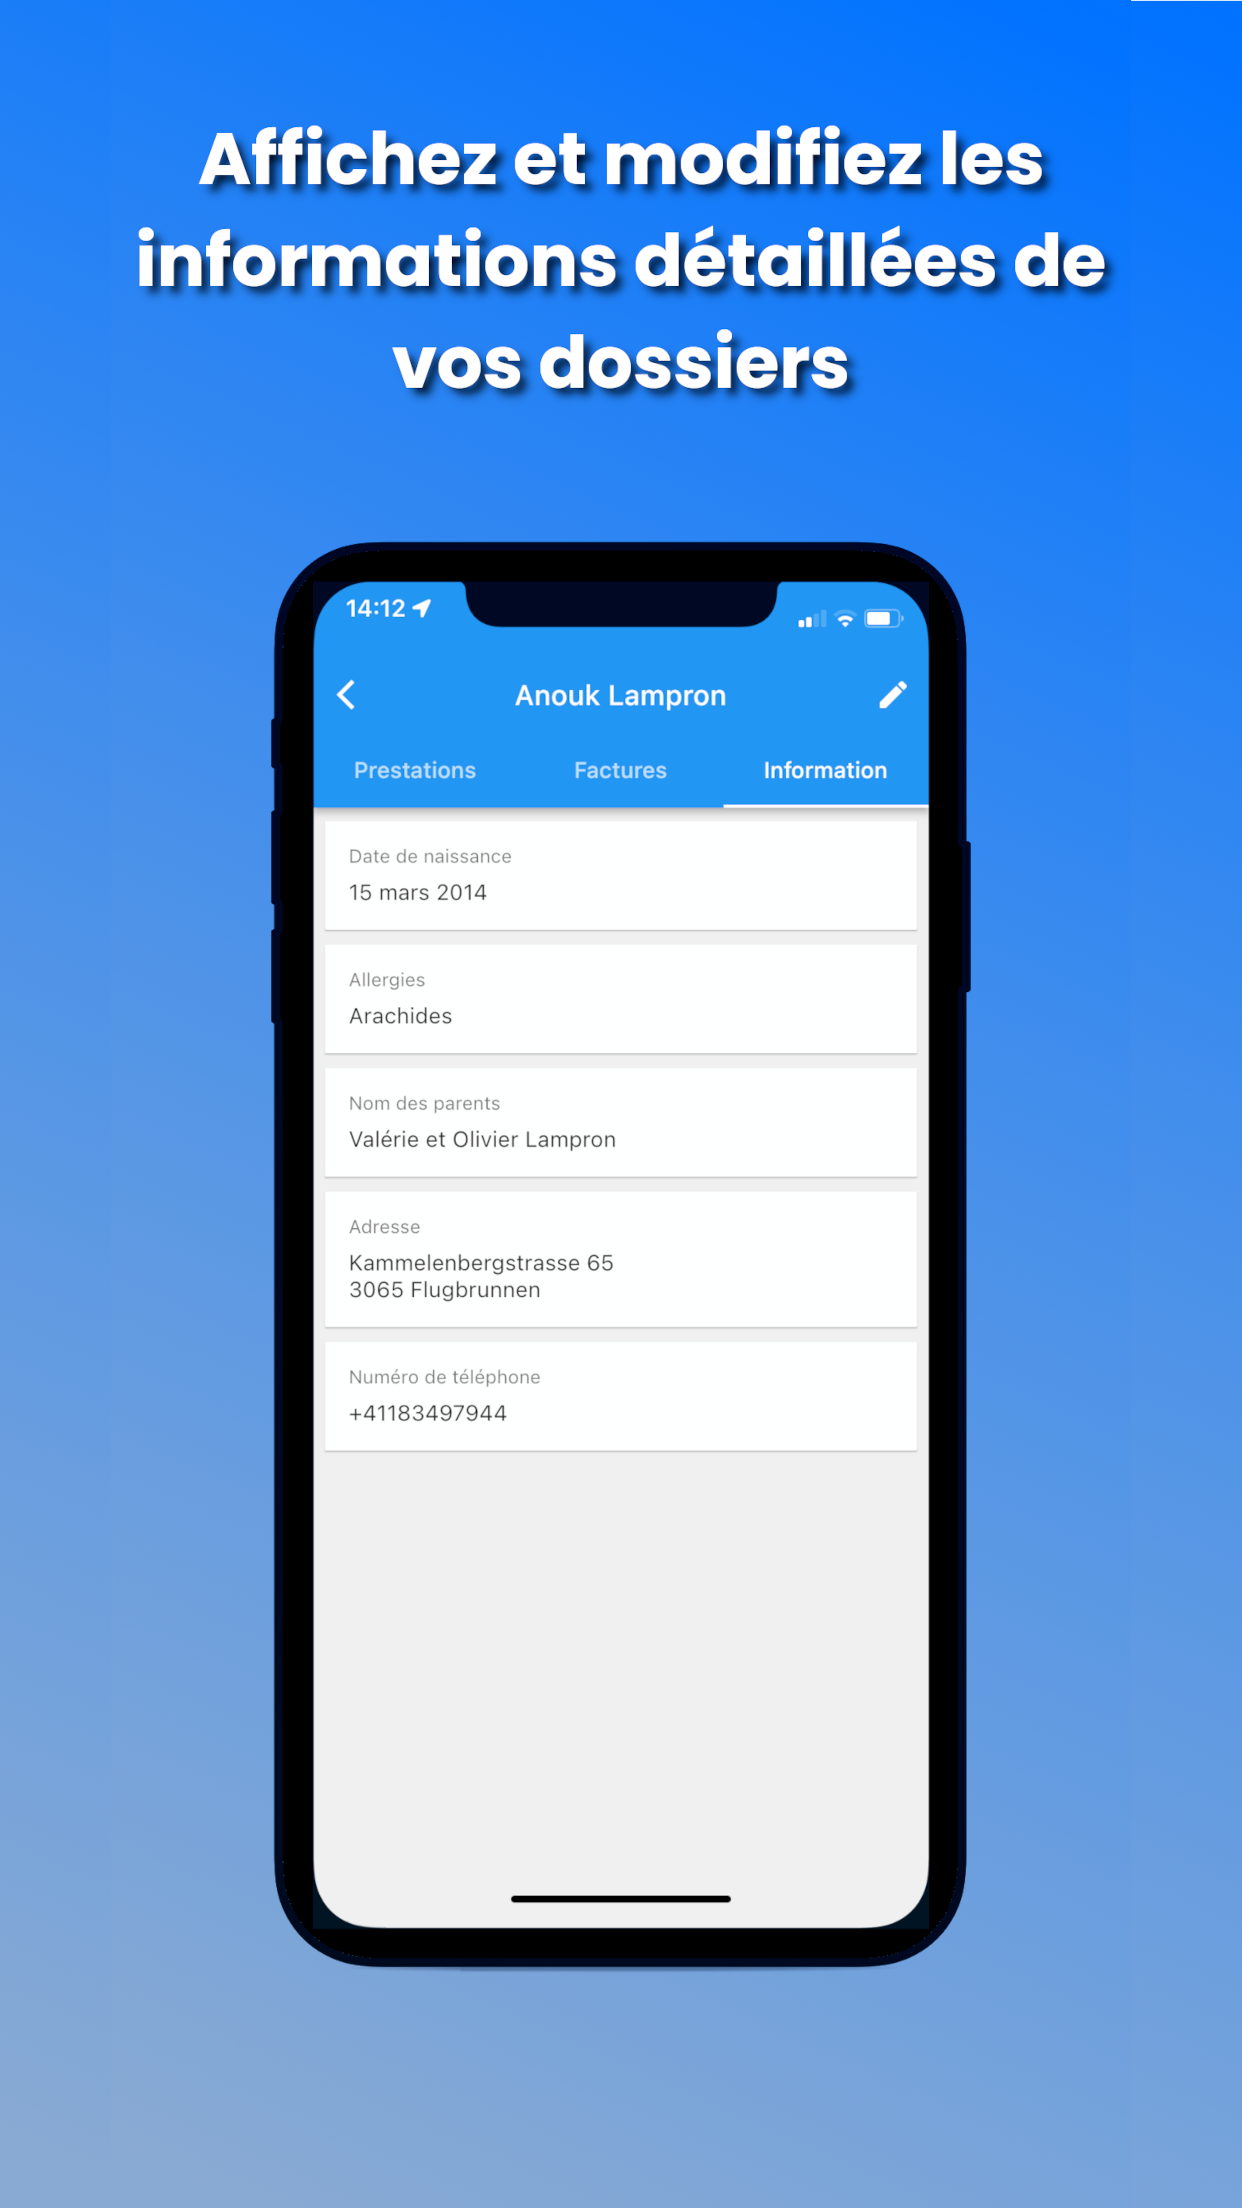 Affichez et modifiez les
informations détaillées de
vos dossiers
14:12
Anouk Lampron
Prestations
Factures
Information
Date de naissance
15 mars 2014
Allergies
Arachides
Nom des parents
Valérie et Olivier Lampron
Adresse
Kammelenbergstrasse 65
3065 Flugbrunnen
Numéro de téléphone
+41183497944